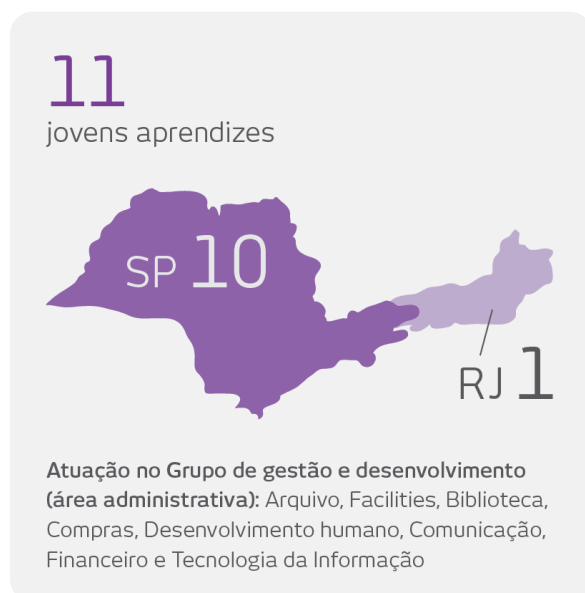 11
jovens aprendizes
SP 10
RJ 1
Atuação no Grupo de gestão e desenvolvimento
(área administrativa): Arquivo, Facilities, Biblioteca,
Compras, Desenvolvimento humano, Comunicação,
Financeiro e Tecnologia da Informação